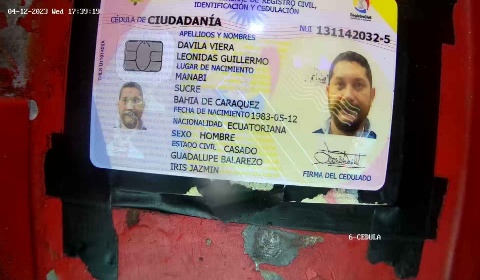 04-12-2023 Wed 17:39:19
DE REGISTRO CIVIL,
IDENTIFICACIÓN Y CEDULACIÓN
CÉDULA DE CIUDADANÍA
NUI 131142032-5
APELLIDOS Y NOMBRES
DAVILA VIERA
LEONIDAS GUILLERMO
LUGAR DE NACIMIENTO
MANABI
SUCRE
BAHIA DE CARAQUEZ
FECHA DE NACIMIENTO 1983-05-12
NACIONALIDAD ECUATORIANA
SEXO HOMBRE
ESTADO CIVIL CASADO
GUADALUPE BALAREZO
IRIS JAZMIN
FIRMA DEL CEDULADO
6-CEDULA